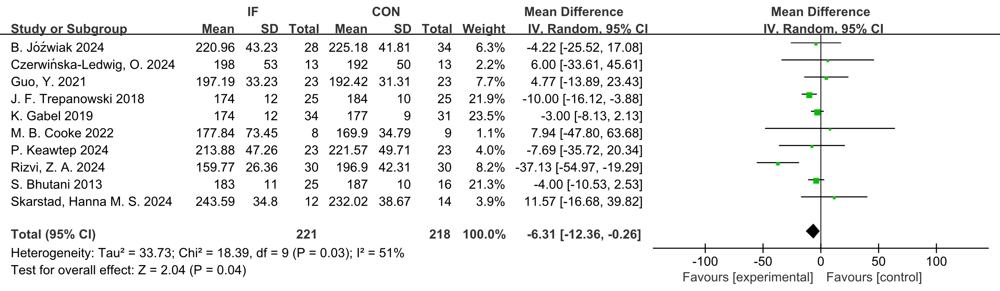 IF CON Mean Difference Mean Difference
Study or Subgroup Mean SD Total Mean SD Total Weight IV, Random, 95% CI IV, Random, 95% CI
B. Jóźwiak 2024 220.96 43.23 28 225.18 41.81 34 6.3% -4.22 [-25.52, 17.08]
Czerwińska-Ledwig, O. 2024 198 53 13 192 50 13 2.2% 6.00 [-33.61, 45.61]
Guo, Y. 2021 197.19 33.23 23 192.42 31.31 23 7.7% 4.77 [-13.89, 23.43]
J. F. Trepanowski 2018 174 12 25 184 10 25 21.9% -10.00 [-16.12, -3.88]
K. Gabel 2019 174 12 34 177 9 31 23.5% -3.00 [-8.13, 2.13]
M. B. Cooke 2022 177.84 73.45 8 169.9 34.79 9 1.1% 7.94 [-47.80, 63.68]
P. Keawtep 2024 213.88 47.26 23 221.57 49.71 23 4.0% -7.69 [-35.72, 20.34]
Rizvi, Z. A. 2024 159.77 26.36 30 196.9 42.31 30 8.2% -37.13 [-54.97, -19.29]
S. Bhutani 2013 183 11 25 187 10 16 21.3% -4.00 [-10.53, 2.53]
Skarstad, Hanna M. S. 2024 243.59 34.8 12 232.02 38.67 14 3.9% 11.57 [-16.68, 39.82]
Total (95% CI) 221 218 100.0% -6.31 [-12.36, -0.26]
Heterogeneity: Tau² = 33.73; Chi² = 18.39, df = 9 (P = 0.03); I² = 51%
Test for overall effect: Z = 2.04 (P = 0.04)
-100 -50 0 50 100
Favours [experimental] Favours [control]